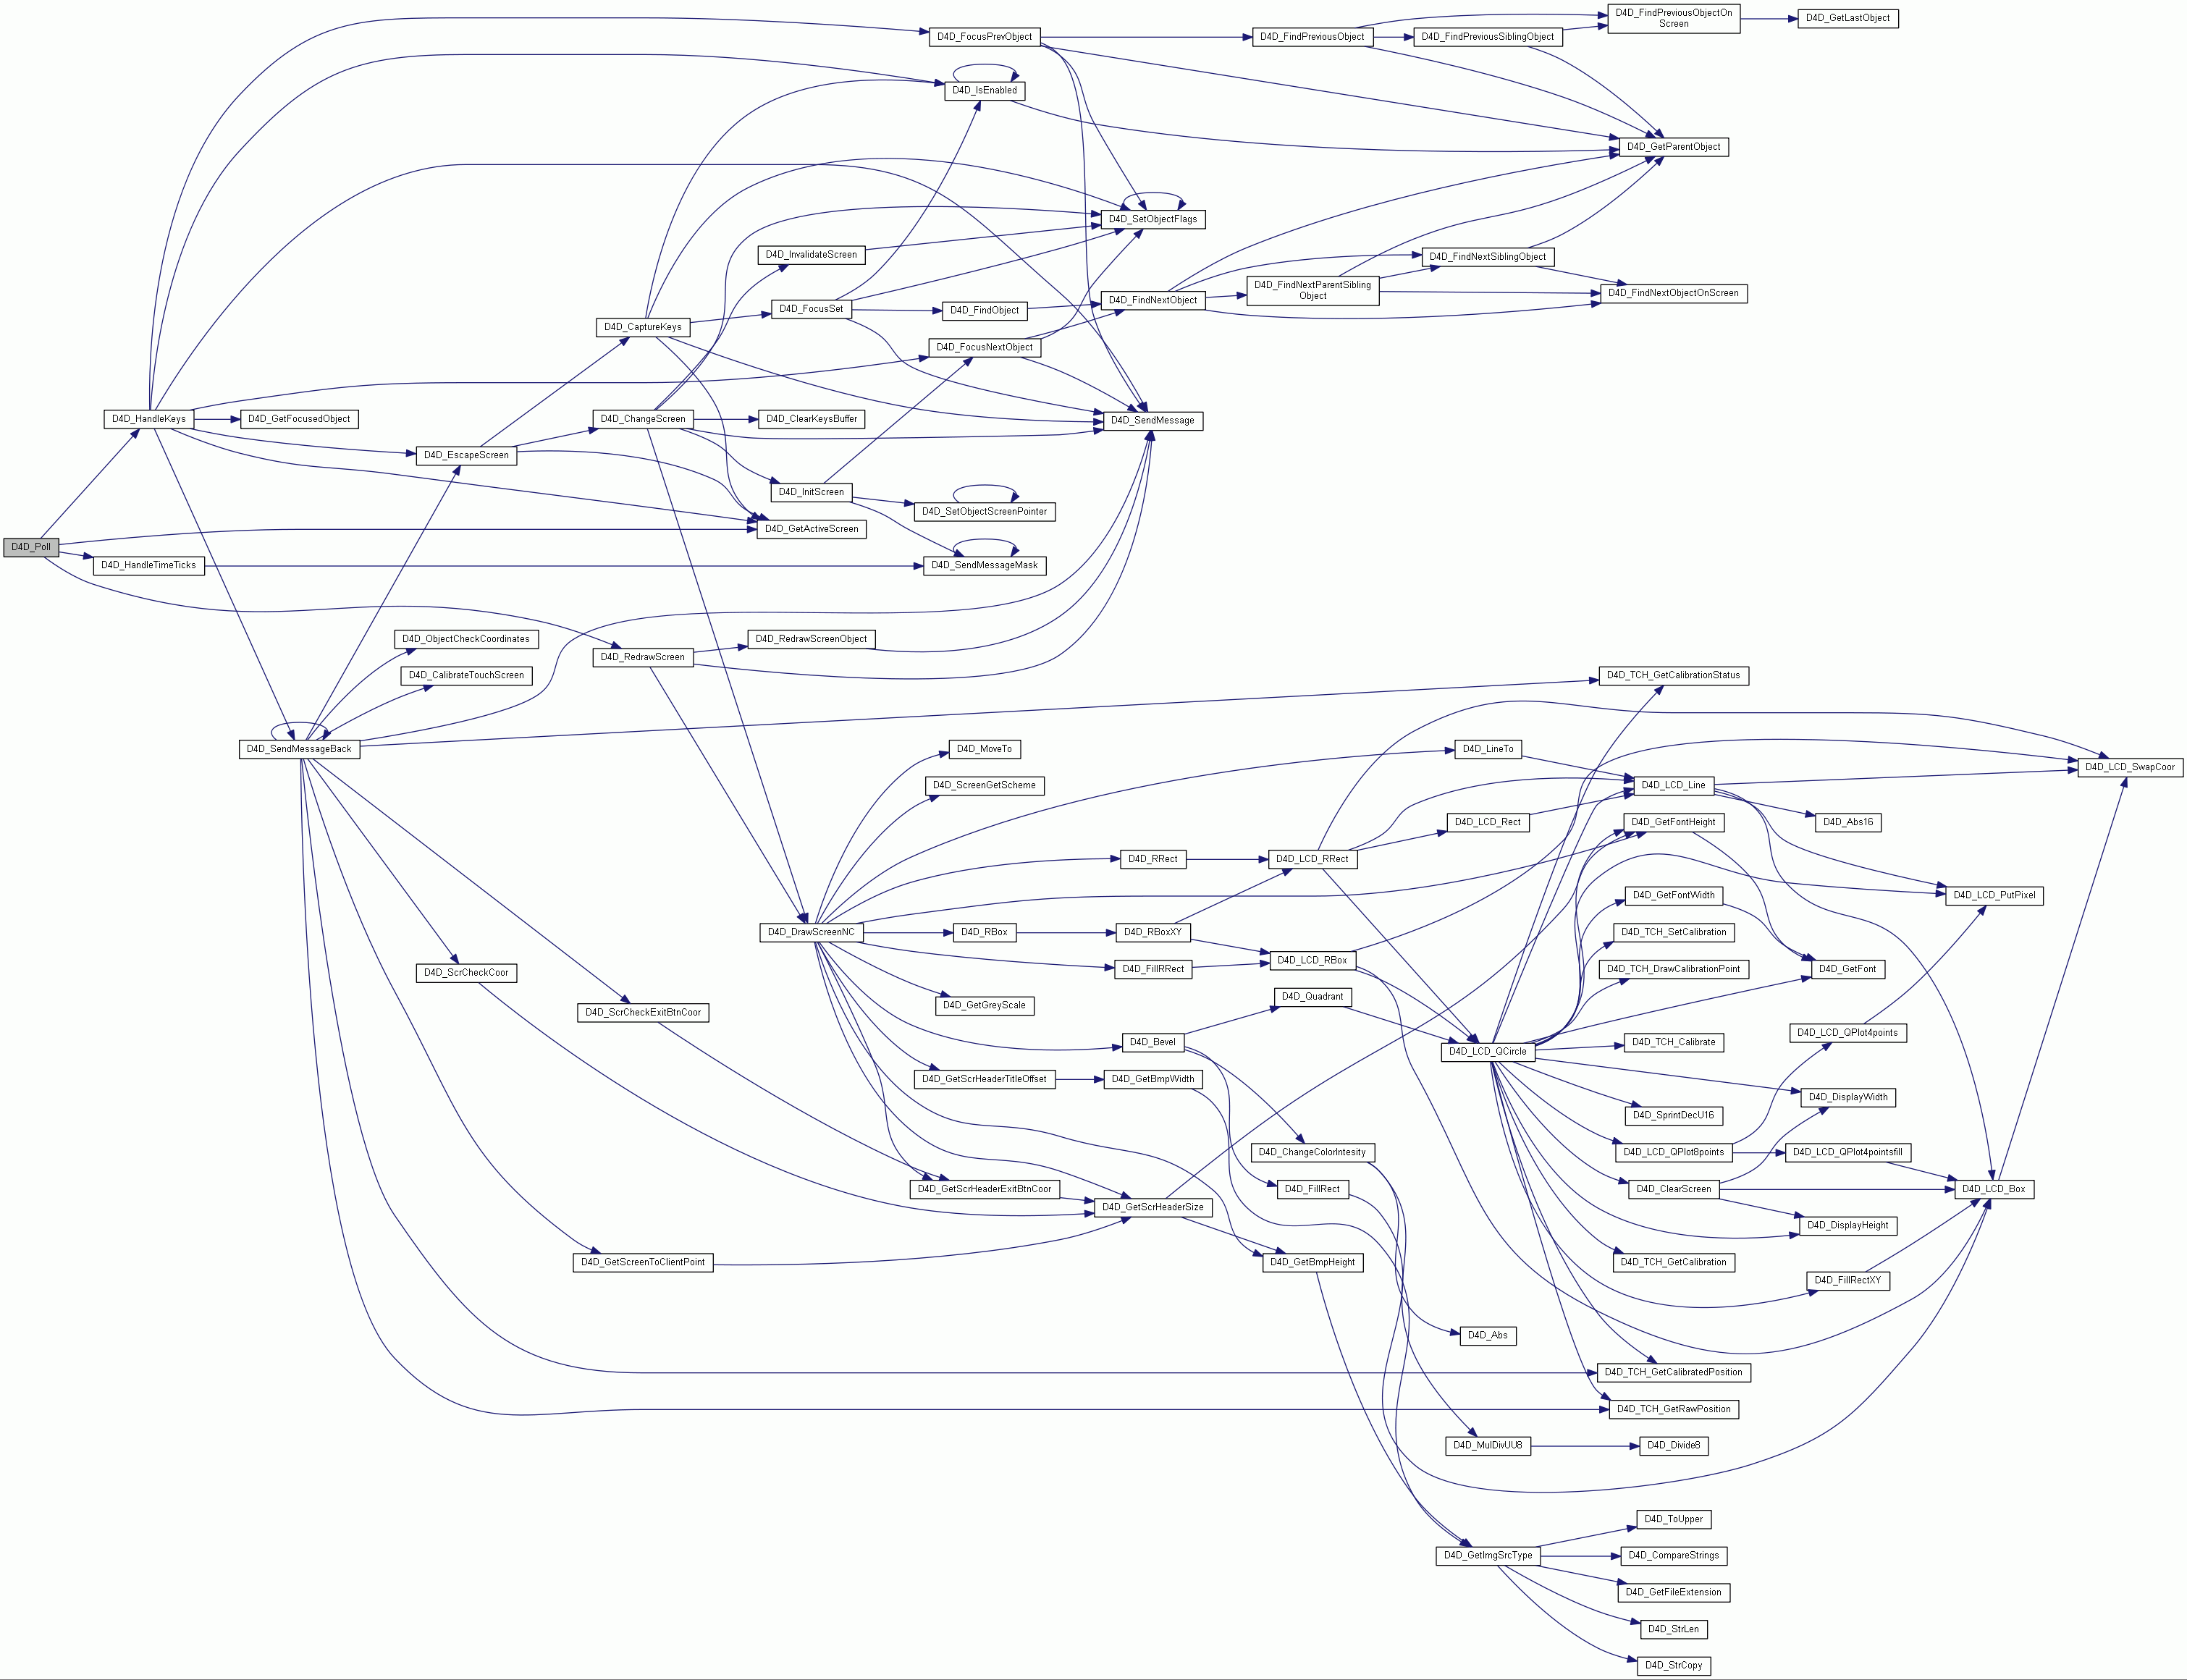 D4D_FindPreviousObjectOn
Screen
D4D_GetLastObject
D4D_FocusPrevObject
D4D_FindPreviousObject
D4D_FindPreviousSiblingObject
D4D_IsEnabled
D4D_GetParentObject
D4D_SetObjectFlags
D4D_InvalidateScreen
D4D_FindNextSiblingObject
D4D_FindNextParentSibling
Object
D4D_FindNextObjectOnScreen
D4D_FocusSet
D4D_FindObject
D4D_FindNextObject
D4D_CaptureKeys
D4D_FocusNextObject
D4D_HandleKeys
D4D_GetFocusedObject
D4D_ChangeScreen
D4D_ClearKeysBuffer
D4D_SendMessage
D4D_EscapeScreen
D4D_InitScreen
D4D_SetObjectScreenPointer
D4D_GetActiveScreen
D4D_Poll
D4D_HandleTimeTicks
D4D_SendMessageMask
D4D_ObjectCheckCoordinates
D4D_RedrawScreenObject
D4D_RedrawScreen
D4D_CalibrateTouchScreen
D4D_TCH_GetCalibrationStatus
D4D_SendMessageBack
D4D_MoveTo
D4D_LineTo
D4D_LCD_SwapCoor
D4D_ScreenGetScheme
D4D_LCD_Line
D4D_LCD_Rect
D4D_GetFontHeight
D4D_Abs16
D4D_RRect
D4D_LCD_RRect
D4D_GetFontWidth
D4D_LCD_PutPixel
D4D_DrawScreenNC
D4D_RBox
D4D_RBoxXY
D4D_TCH_SetCalibration
D4D_ScrCheckCoor
D4D_FillRRect
D4D_LCD_RBox
D4D_TCH_DrawCalibrationPoint
D4D_GetFont
D4D_GetGreyScale
D4D_Quadrant
D4D_ScrCheckExitBtnCoor
D4D_LCD_QPlot4points
D4D_Bevel
D4D_LCD_QCircle
D4D_TCH_Calibrate
D4D_GetScrHeaderTitleOffset
D4D_GetBmpWidth
D4D_DisplayWidth
D4D_SprintDecU16
D4D_ChangeColorIntesity
D4D_LCD_QPlot8points
D4D_LCD_QPlot4pointsfill
D4D_GetScrHeaderExitBtnCoor
D4D_FillRect
D4D_ClearScreen
D4D_LCD_Box
D4D_GetScrHeaderSize
D4D_DisplayHeight
D4D_GetScreenToClientPoint
D4D_GetBmpHeight
D4D_TCH_GetCalibration
D4D_FillRectXY
D4D_Abs
D4D_TCH_GetCalibratedPosition
D4D_TCH_GetRawPosition
D4D_MulDivUU8
D4D_Divide8
D4D_ToUpper
D4D_GetImgSrcType
D4D_CompareStrings
D4D_GetFileExtension
D4D_StrLen
D4D_StrCopy